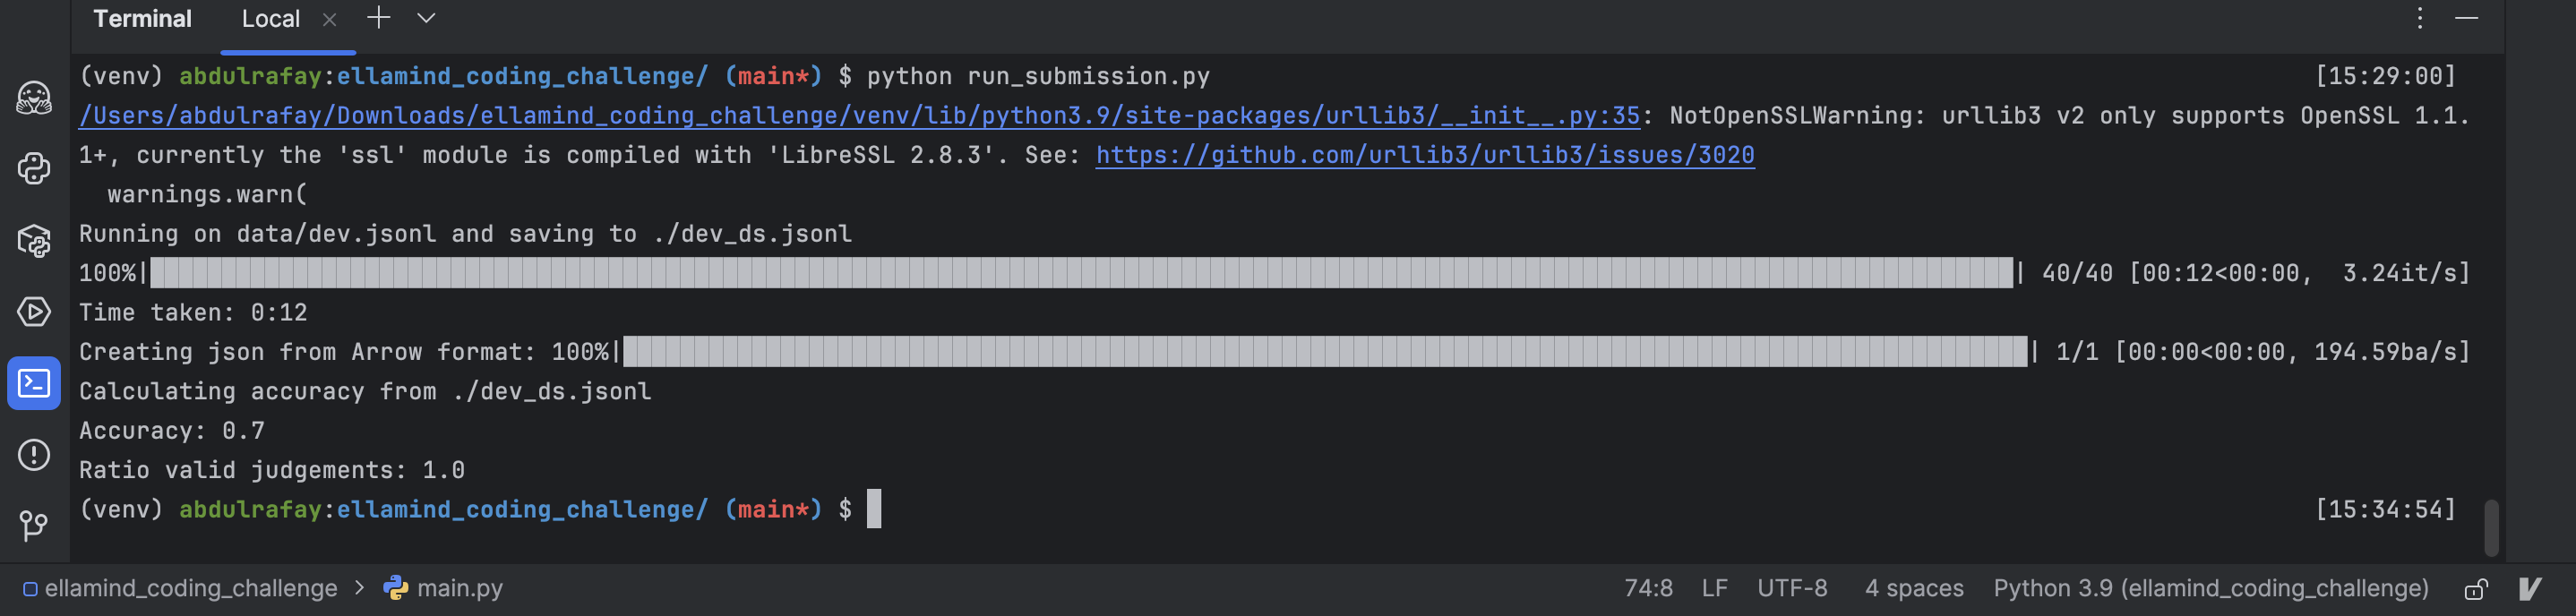 Terminal Local
(venv) abdulrafay:ellamind_coding_challenge/ (main*) $ python run_submission.py [15:29:00]
/Users/abdulrafay/Downloads/ellamind_coding_challenge/venv/lib/python3.9/site-packages/urllib3/__init__.py:35: NotOpenSSLWarning: urllib3 v2 only supports OpenSSL 1.1.
1+, currently the 'ssl' module is compiled with 'LibreSSL 2.8.3'. See: https://github.com/urllib3/urllib3/issues/3020
  warnings.warn(
Running on data/dev.jsonl and saving to ./dev_ds.jsonl
100%| | 40/40 [00:12<00:00,  3.24it/s]
Time taken: 0:12
Creating json from Arrow format: 100%| | 1/1 [00:00<00:00, 194.59ba/s]
Calculating accuracy from ./dev_ds.jsonl
Accuracy: 0.7
Ratio valid judgements: 1.0
(venv) abdulrafay:ellamind_coding_challenge/ (main*) $ [15:34:54]
ellamind_coding_challenge > main.py 74:8 LF UTF-8 4 spaces Python 3.9 (ellamind_coding_challenge)